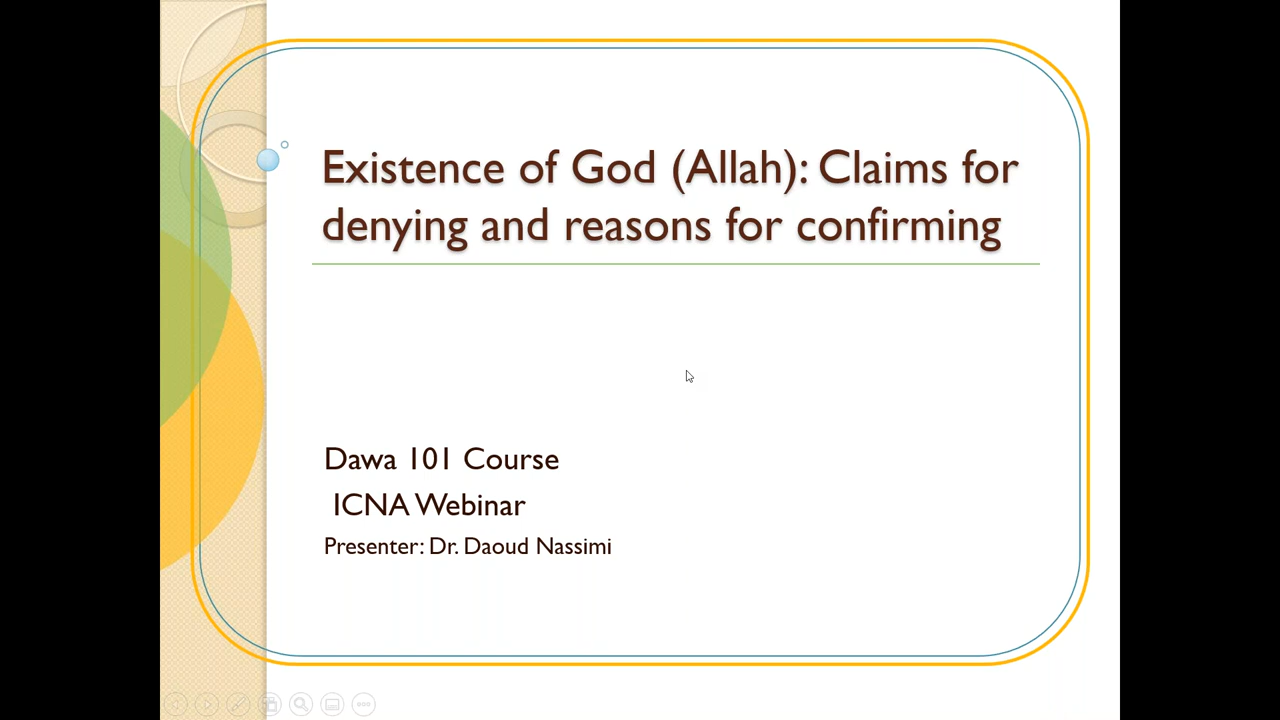 Existence of God (Allah): Claims for
denying and reasons for confirming
Dawa 101 Course
ICNA Webinar
Presenter: Dr. Daoud Nassimi